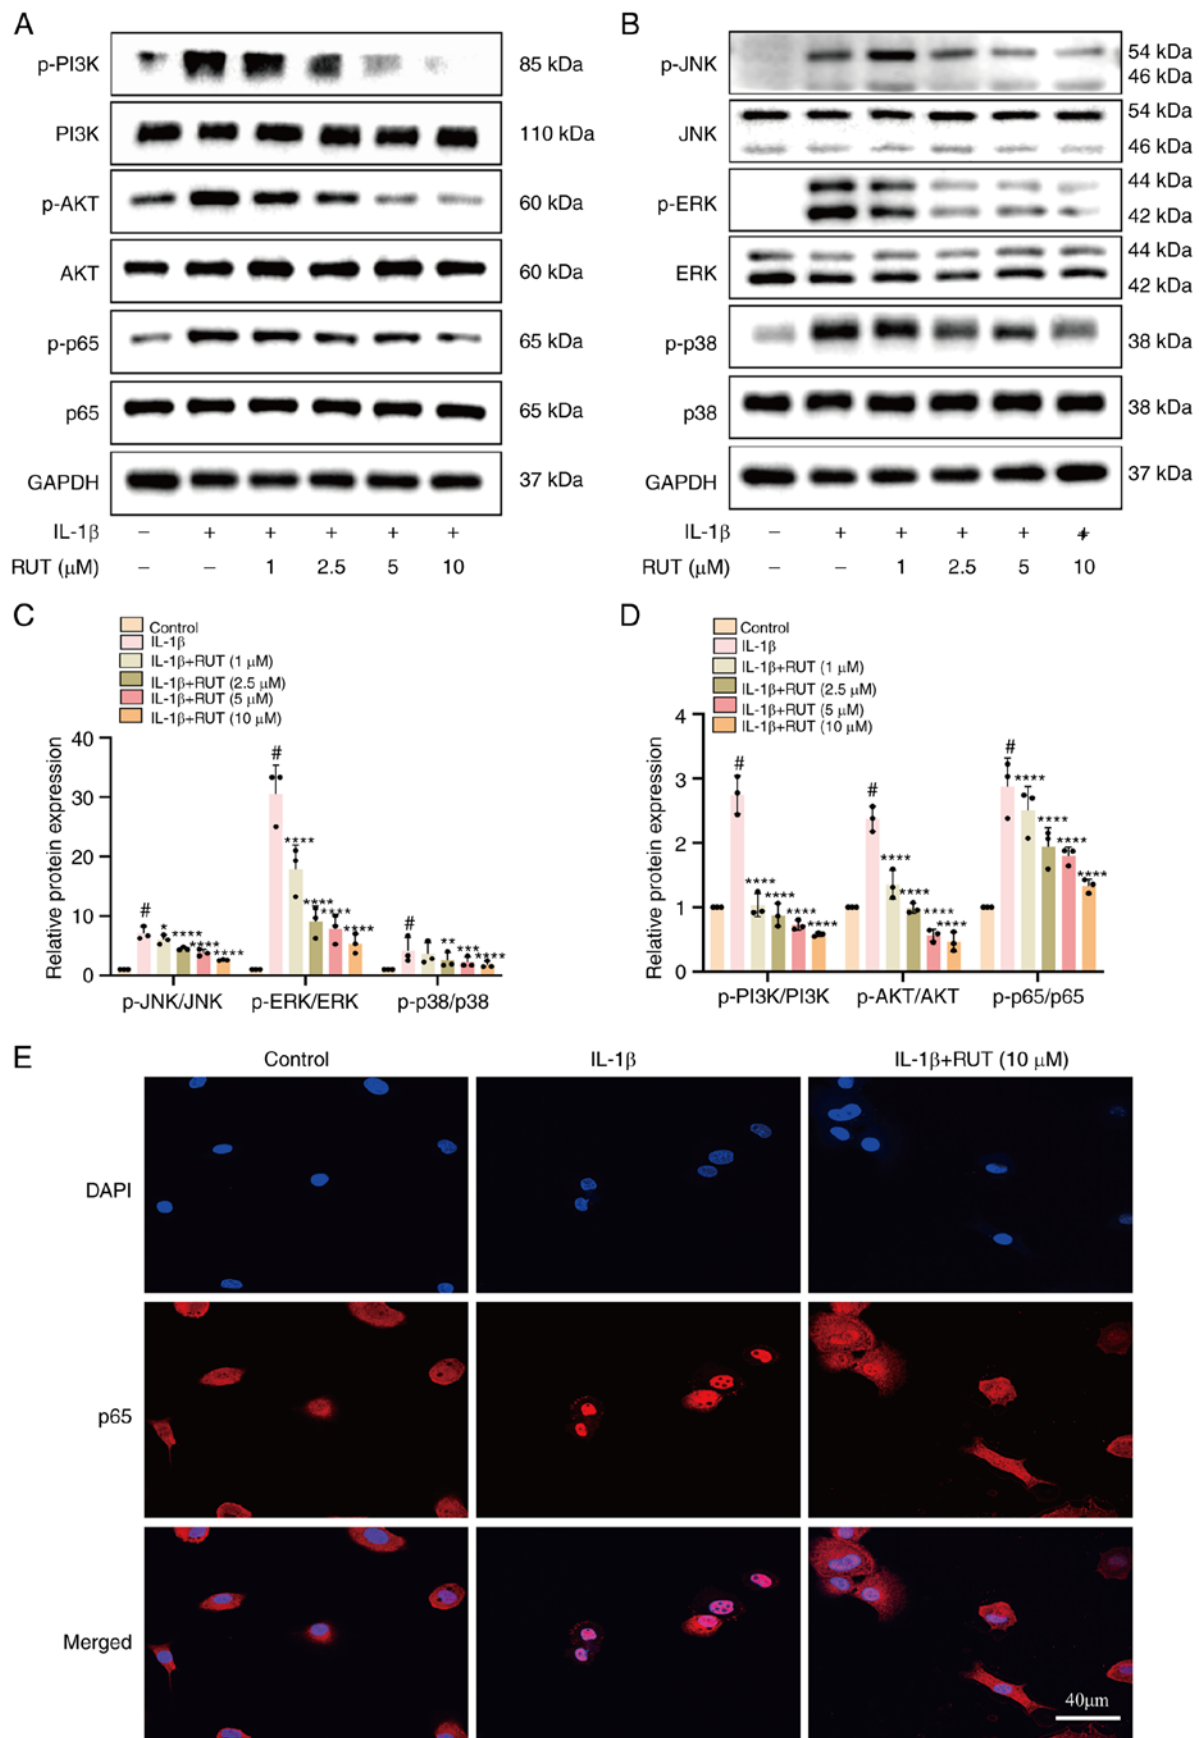 A
p-PI3K 85 kDa
PI3K 110 kDa
p-AKT 60 kDa
AKT 60 kDa
p-p65 65 kDa
p65 65 kDa
GAPDH 37 kDa
IL-1β − + + + + +
RUT (μM) − − 1 2.5 5 10
B
p-JNK 54 kDa
46 kDa
JNK 54 kDa
46 kDa
p-ERK 44 kDa
42 kDa
ERK 44 kDa
42 kDa
p-p38 38 kDa
p38 38 kDa
GAPDH 37 kDa
IL-1β − + + + + +
RUT (μM) − − 1 2.5 5 10
C
Control
IL-1β
IL-1β+RUT (1 μM)
IL-1β+RUT (2.5 μM)
IL-1β+RUT (5 μM)
IL-1β+RUT (10 μM)
Relative protein expression
40
30
20
10
0
# * **** **** ****
# **** **** **** ****
# ** *** ****
p-JNK/JNK p-ERK/ERK p-p38/p38
D
Control
IL-1β
IL-1β+RUT (1 μM)
IL-1β+RUT (2.5 μM)
IL-1β+RUT (5 μM)
IL-1β+RUT (10 μM)
Relative protein expression
4
3
2
1
0
# **** **** **** ****
# **** **** **** ****
# **** **** **** ****
p-PI3K/PI3K p-AKT/AKT p-p65/p65
E
Control IL-1β IL-1β+RUT (10 μM)
DAPI
p65
Merged
40μm